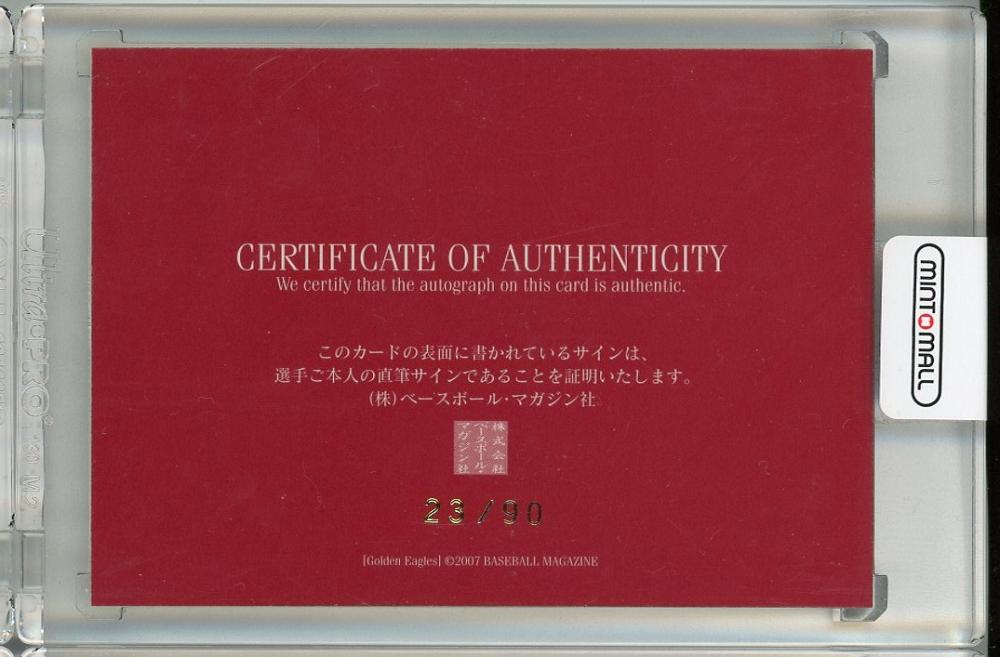 CERTIFICATE OF AUTHENTICITY
We certify that the autograph on this card is authentic.
このカードの表面に書かれているサインは、
選手ご本人の直筆サインであることを証明いたします。
(株)ベースボール・マガジン社
株式会社
ベースボール・
マガジン社
23/90
[Golden Eagles] ©2007 BASEBALL MAGAZINE
MINT MALL
Ultra·PRO®